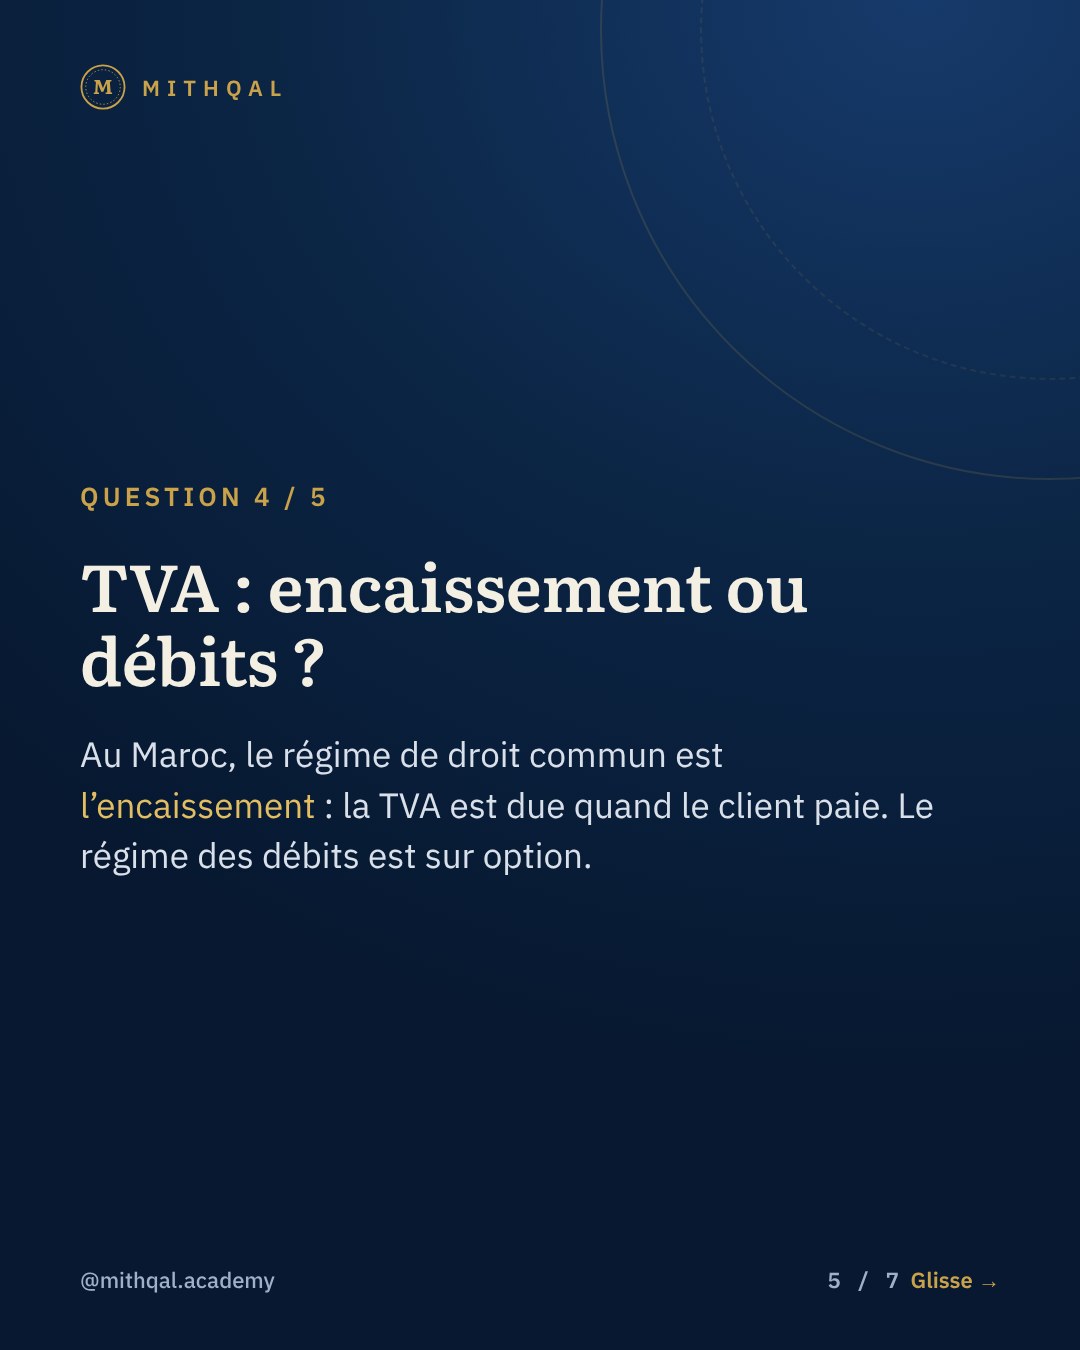 M MITHQAL
QUESTION 4 / 5
TVA : encaissement ou
débits ?
Au Maroc, le régime de droit commun est
l’encaissement : la TVA est due quand le client paie. Le
régime des débits est sur option.
@mithqal.academy
5 / 7 Glisse →